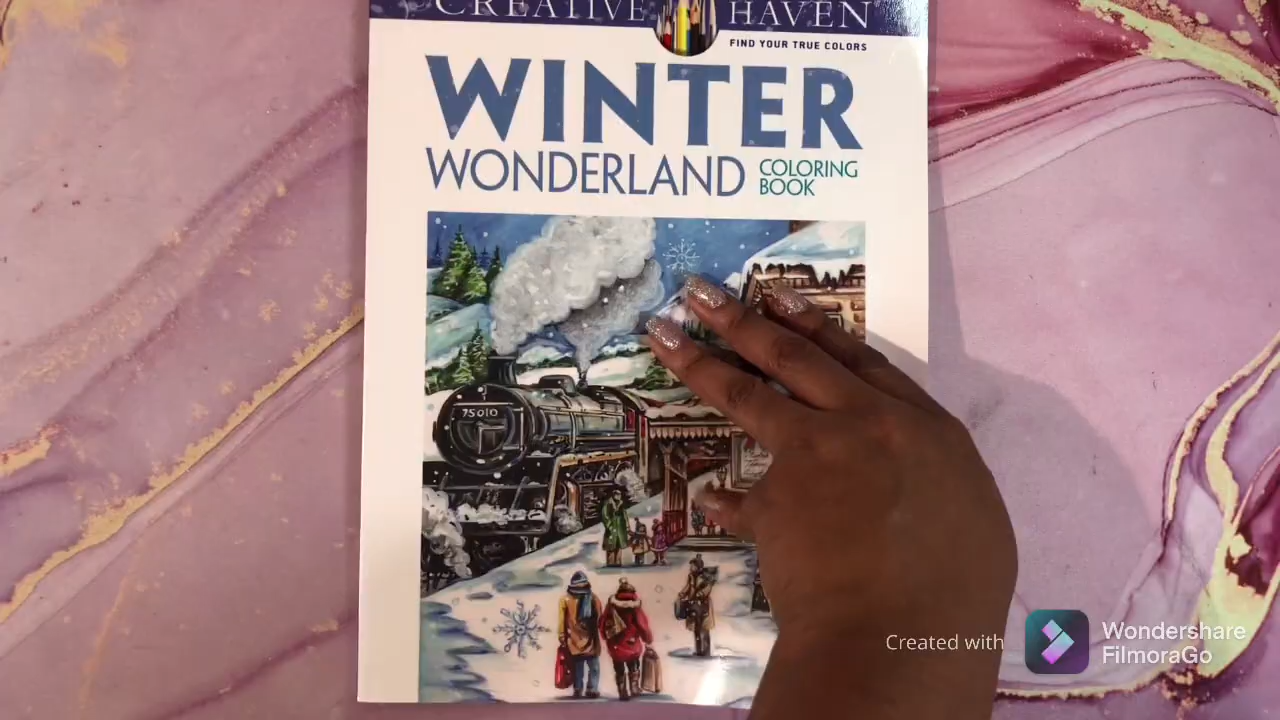 CREATIVE HAVEN
FIND YOUR TRUE COLORS
WINTER
WONDERLAND
COLORING
BOOK
75010
Created with
Wondershare
FilmoraGo